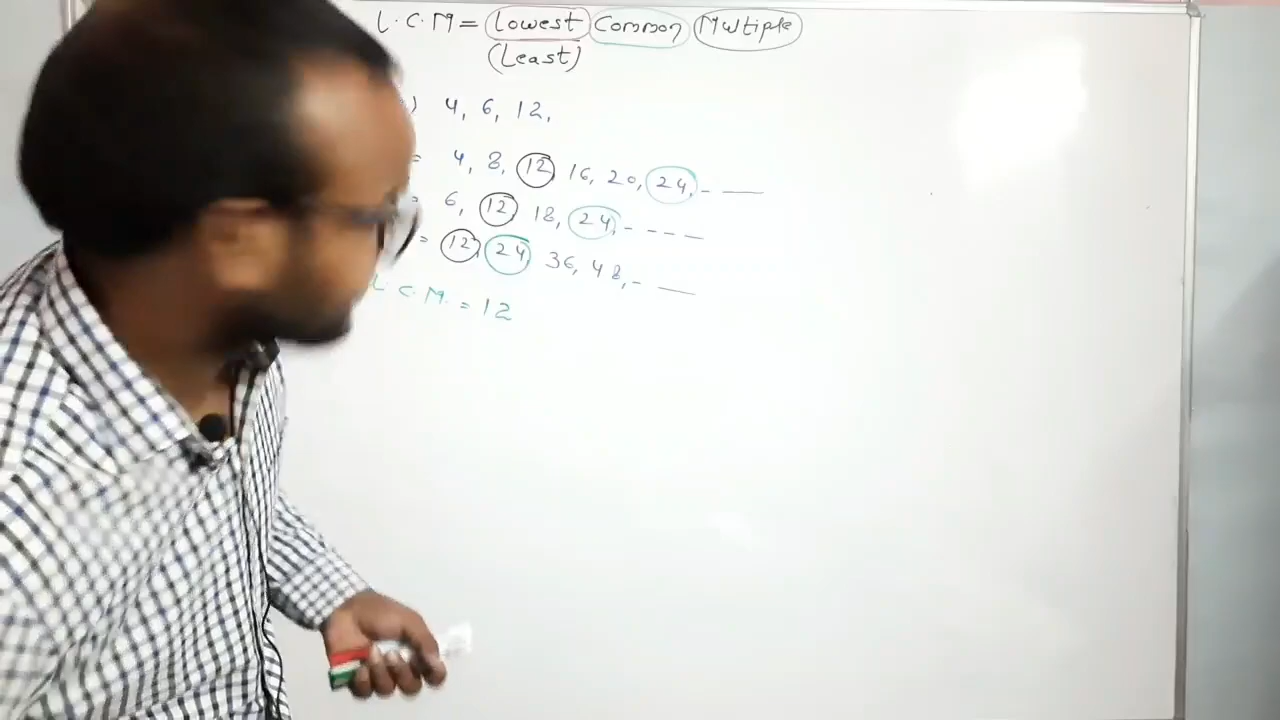 L.C.M = Lowest Common Multiple
(Least)
) 4, 6, 12,
= 4, 8, 12 16, 20, 24, - —
= 6, 12, 18, 24, - - - —
= 12, 24, 36, 48, - —
L.C.M. = 12